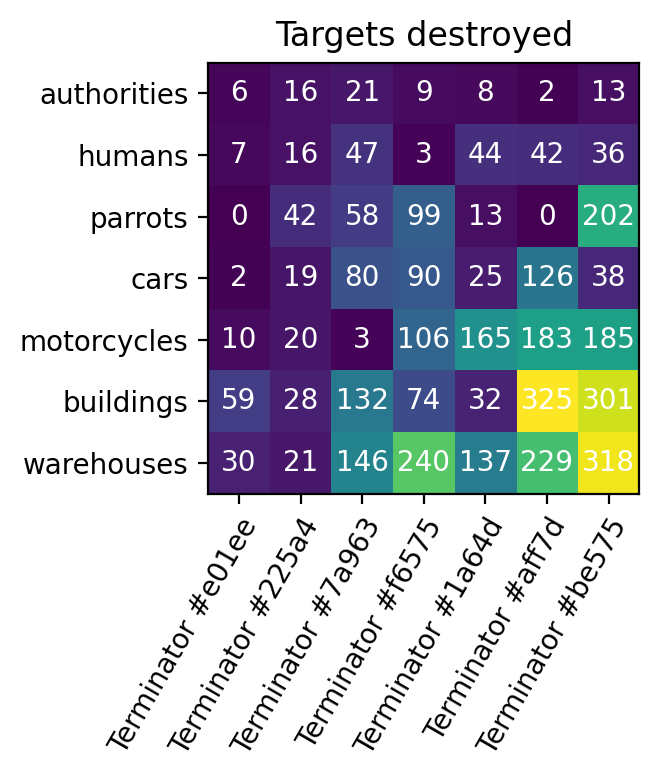 Targets destroyed
authorities 6 16 21 9 8 2 13
humans 7 16 47 3 44 42 36
parrots 0 42 58 99 13 0 202
cars 2 19 80 90 25 126 38
motorcycles 10 20 3 106 165 183 185
buildings 59 28 132 74 32 325 301
warehouses 30 21 146 240 137 229 318
Terminator #e01ee
Terminator #225a4
Terminator #7a963
Terminator #f6575
Terminator #1a64d
Terminator #aff7d
Terminator #be575